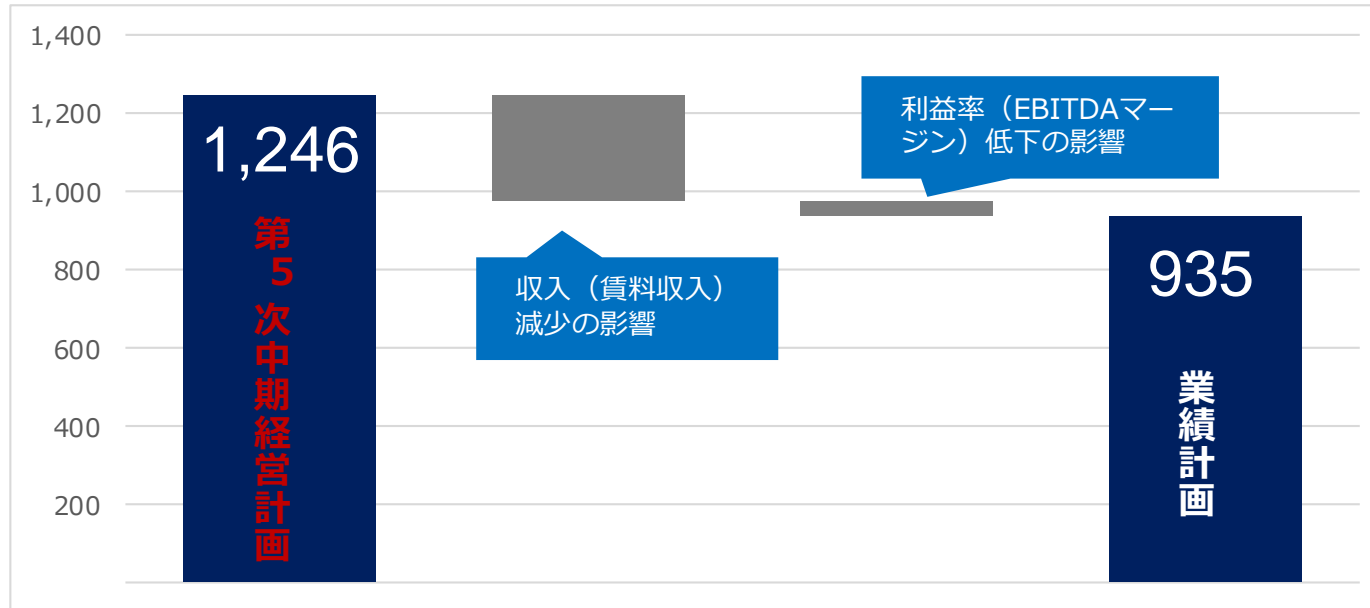 1,400
1,200
1,000
800
600
400
200
1,246
第５次中期経営計画
収入（賃料収入）
減少の影響
利益率（EBITDAマー
ジン）低下の影響
935
業績計画